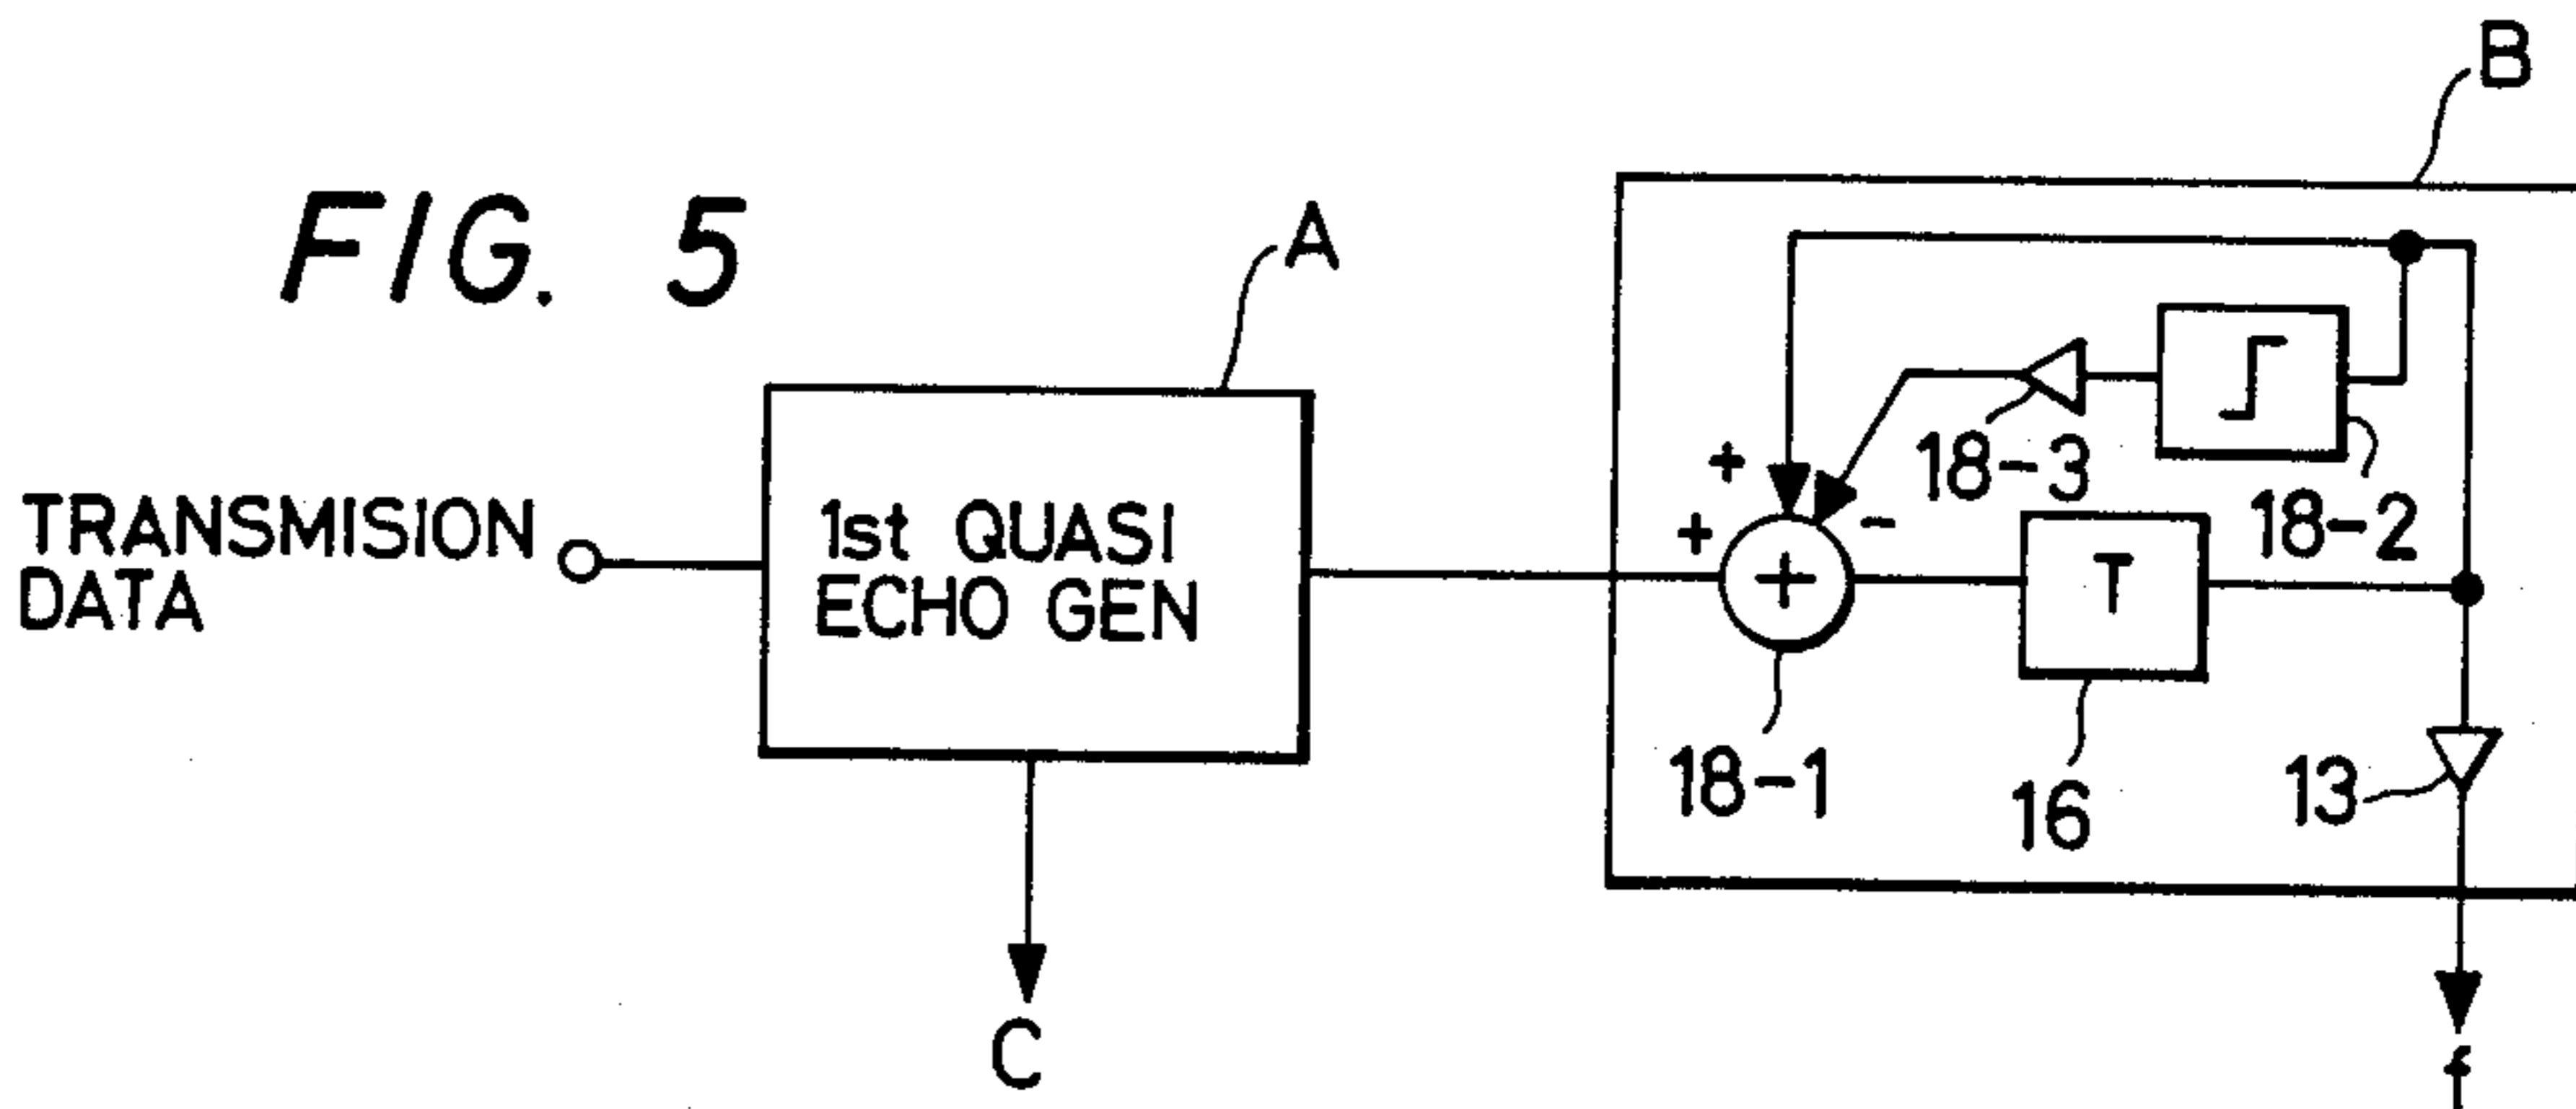 FIG. 5
B
A
+
+
-
18-3
18-2
TRANSMISION
DATA
1st QUASI
ECHO GEN
+
T
18-1
16
13
C
f